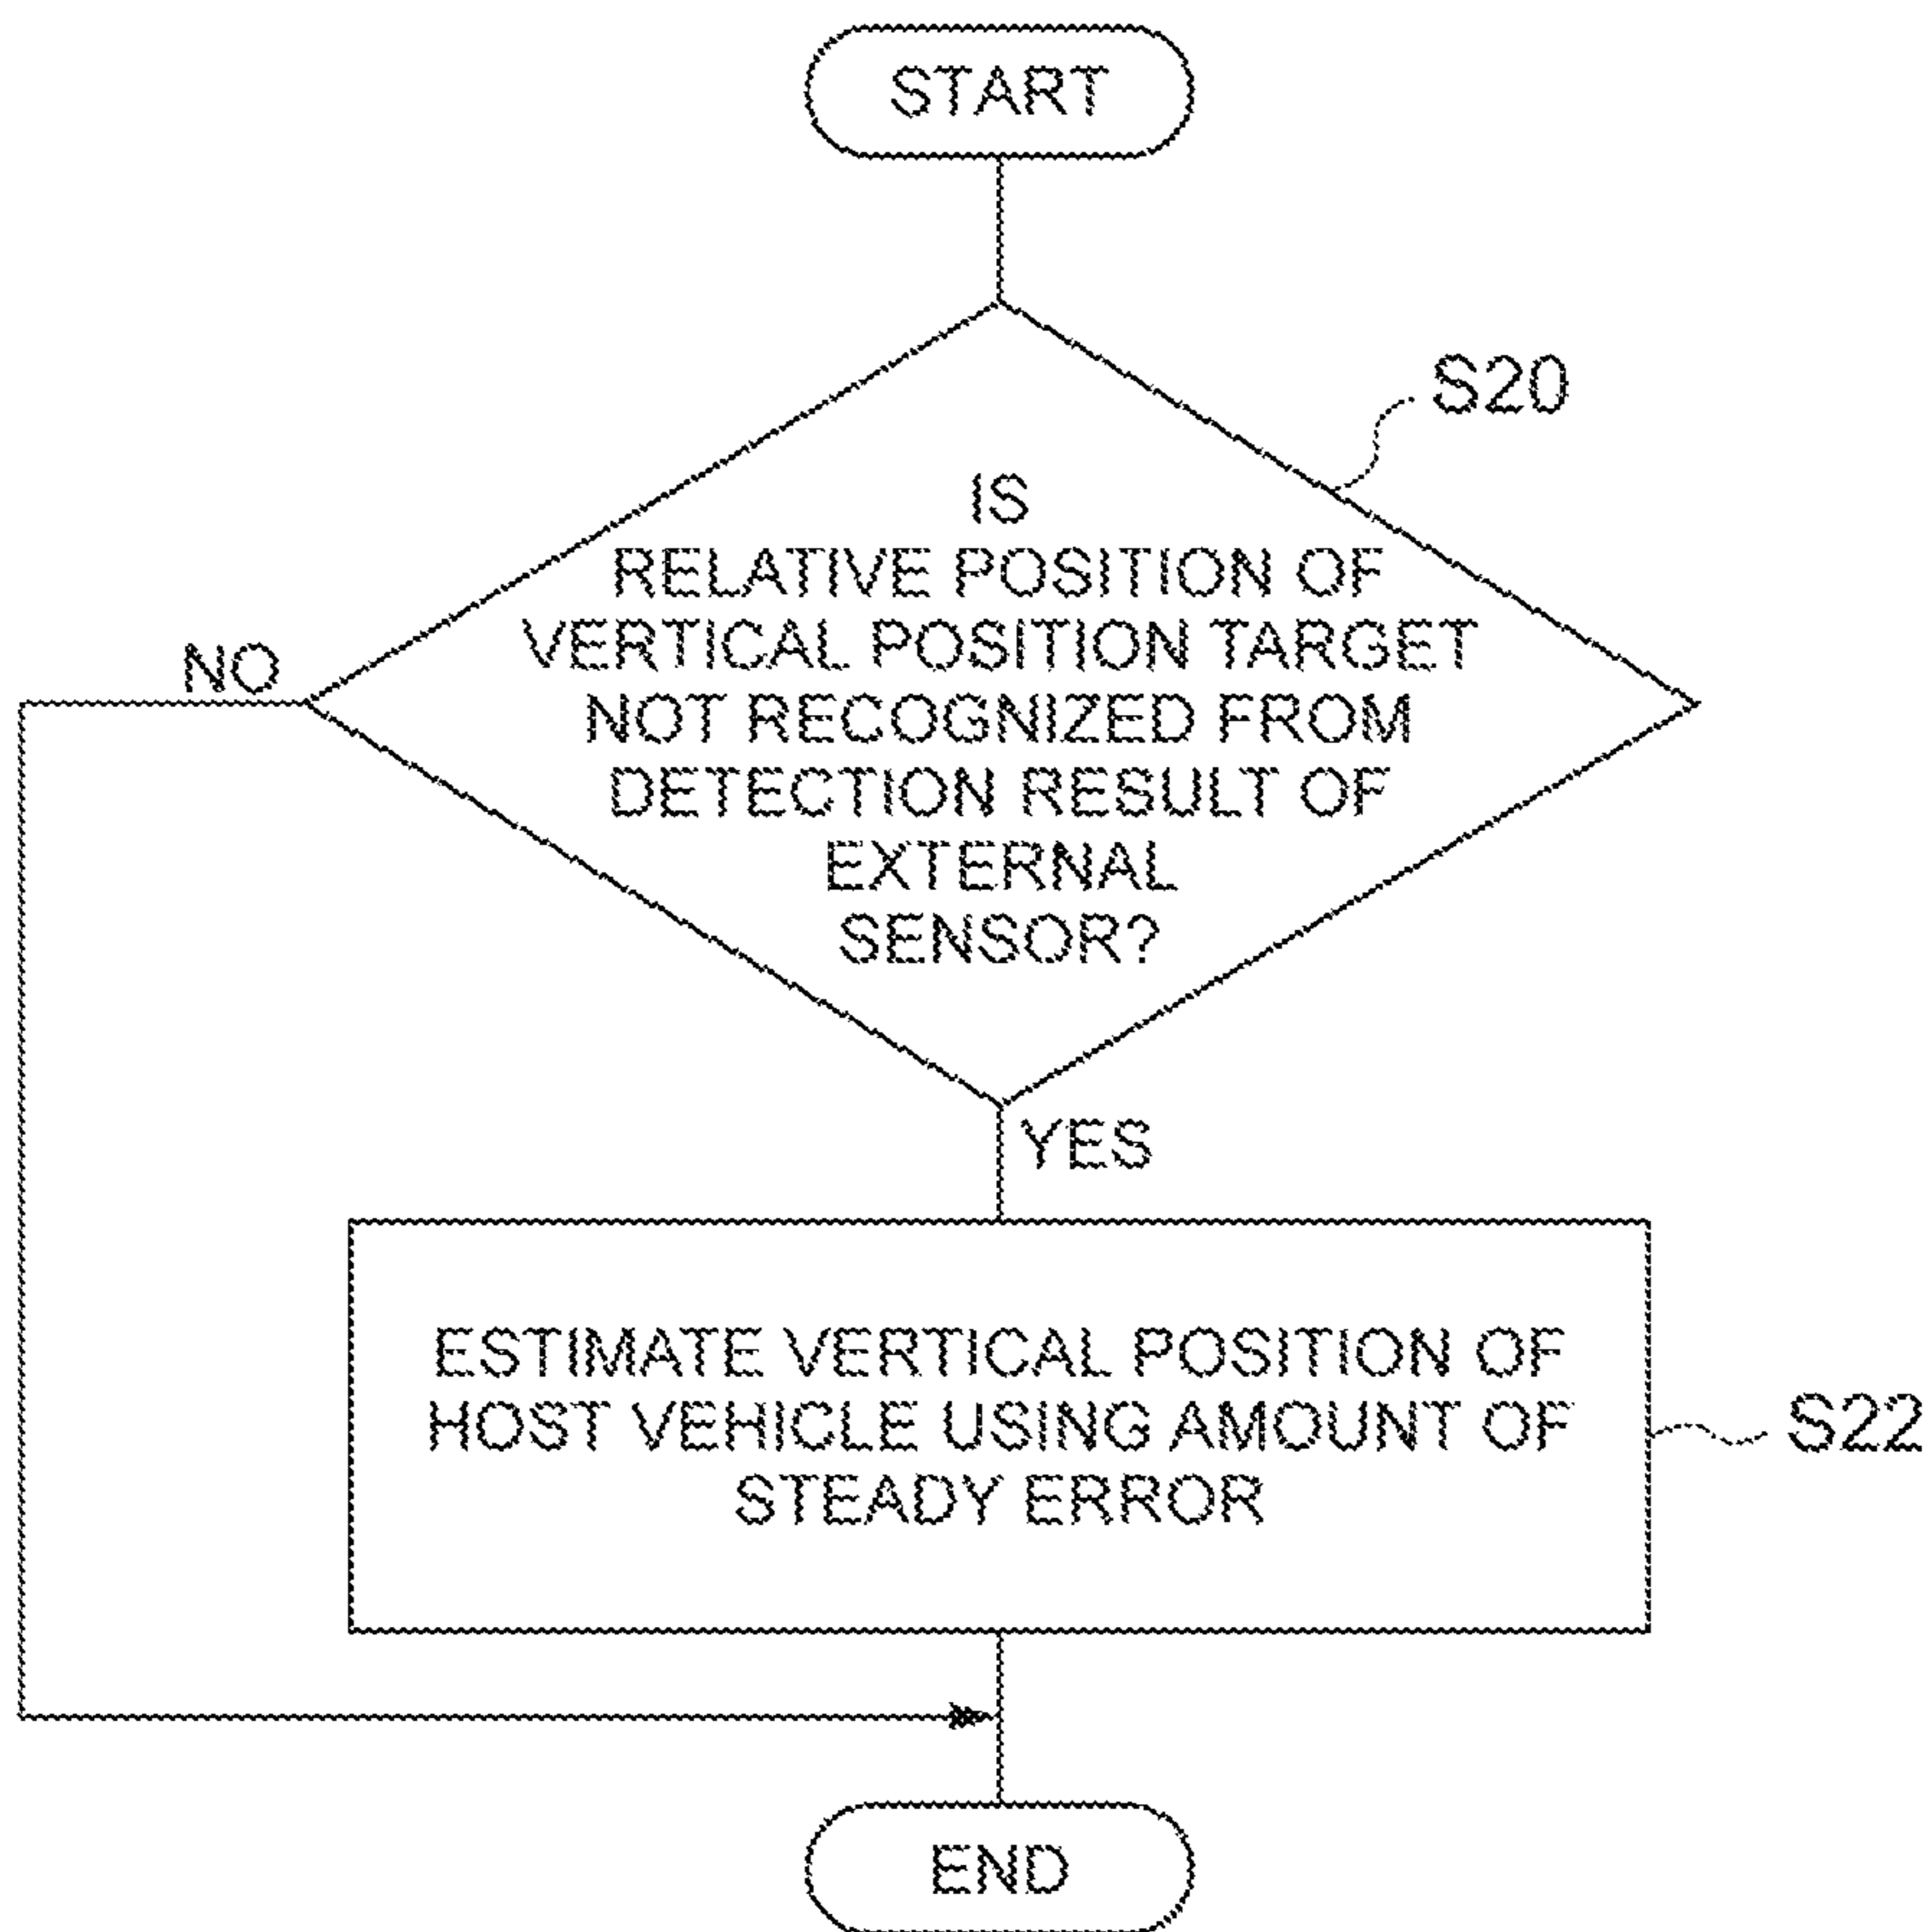 START
S20
IS
RELATIVE POSITION OF
VERTICAL POSITION TARGET
NOT RECOGNIZED FROM
DETECTION RESULT OF
EXTERNAL
SENSOR?
NO
YES
ESTIMATE VERTICAL POSITION OF
HOST VEHICLE USING AMOUNT OF
STEADY ERROR
S22
END